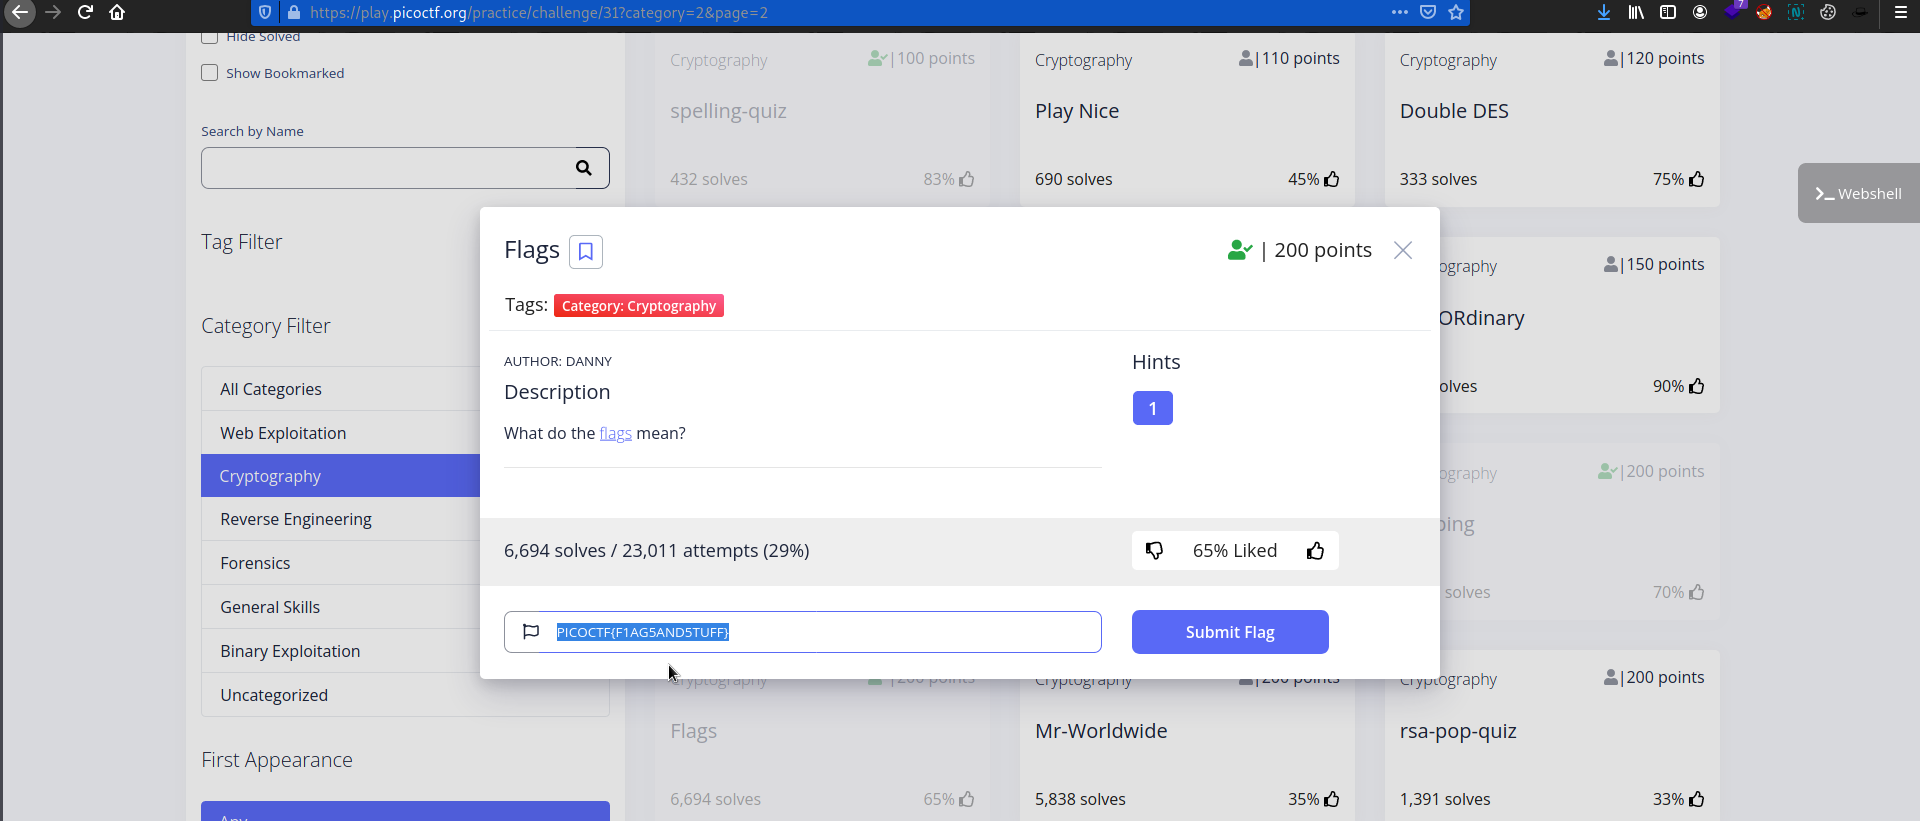 https://play.picoctf.org/practice/challenge/31?category=2&page=2
7
Hide Solved
Show Bookmarked
Search by Name
Tag Filter
Category Filter
All Categories
Web Exploitation
Cryptography
Reverse Engineering
Forensics
General Skills
Binary Exploitation
Uncategorized
First Appearance
Any
Cryptography |100 points
spelling-quiz
432 solves 83%
Cryptography |110 points
Play Nice
690 solves 45%
Cryptography |120 points
Double DES
333 solves 75%
>_ Webshell
Flags | 200 points
Tags: Category: Cryptography
AUTHOR: DANNY
Description
What do the flags mean?
Hints
1
6,694 solves / 23,011 attempts (29%)
65% Liked
PICOCTF{F1AG5AND5TUFF}
Submit Flag
ography |150 points
ORdinary
olves 90%
ography |200 points
ping
solves 70%
Cryptography |200 points
Flags
6,694 solves 65%
Cryptography |200 points
Mr-Worldwide
5,838 solves 35%
Cryptography |200 points
rsa-pop-quiz
1,391 solves 33%